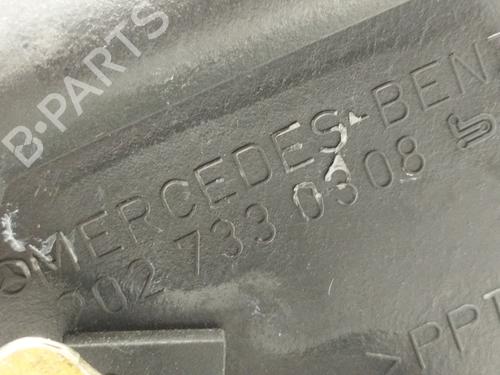 B-PARTS
MERCEDES-BENZ
202 733 0308
>PPT